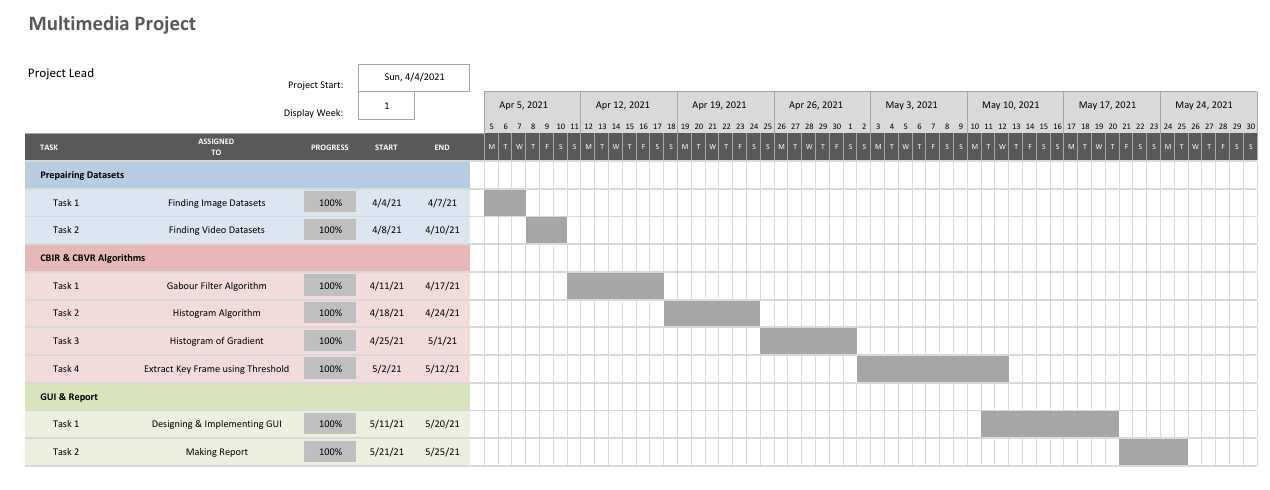 Multimedia Project
Project Lead
Project Start: Sun, 4/4/2021
Display Week: 1
Apr 5, 2021 Apr 12, 2021 Apr 19, 2021 Apr 26, 2021 May 3, 2021 May 10, 2021 May 17, 2021 May 24, 2021
5 6 7 8 9 10 11 12 13 14 15 16 17 18 19 20 21 22 23 24 25 26 27 28 29 30 1 2 3 4 5 6 7 8 9 10 11 12 13 14 15 16 17 18 19 20 21 22 23 24 25 26 27 28 29 30
TASK ASSIGNED TO PROGRESS START END M T W T F S S M T W T F S S M T W T F S S M T W T F S S M T W T F S S M T W T F S S M T W T F S S M T W T F S S
Prepairing Datasets
Task 1 Finding Image Datasets 100% 4/4/21 4/7/21
Task 2 Finding Video Datasets 100% 4/8/21 4/10/21
CBIR & CBVR Algorithms
Task 1 Gabour Filter Algorithm 100% 4/11/21 4/17/21
Task 2 Histogram Algorithm 100% 4/18/21 4/24/21
Task 3 Histogram of Gradient 100% 4/25/21 5/1/21
Task 4 Extract Key Frame using Threshold 100% 5/2/21 5/12/21
GUI & Report
Task 1 Designing & Implementing GUI 100% 5/11/21 5/20/21
Task 2 Making Report 100% 5/21/21 5/25/21